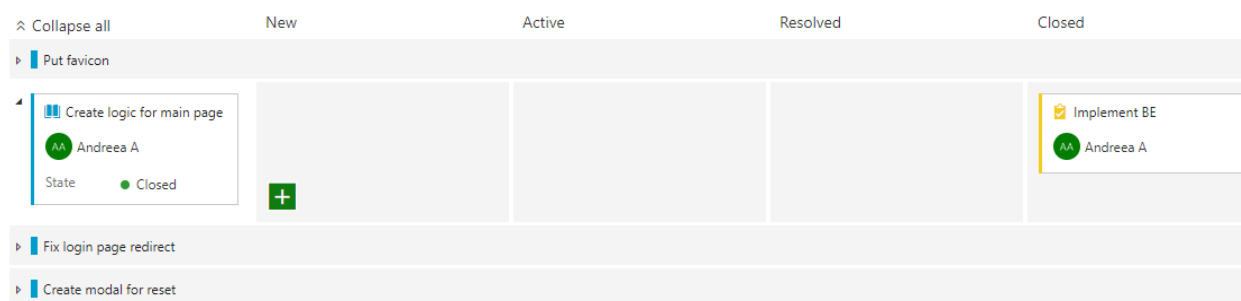 Collapse all
New
Active
Resolved
Closed
Put favicon
Create logic for main page
AA Andreea A
State Closed
Implement BE
AA Andreea A
Fix login page redirect
Create modal for reset